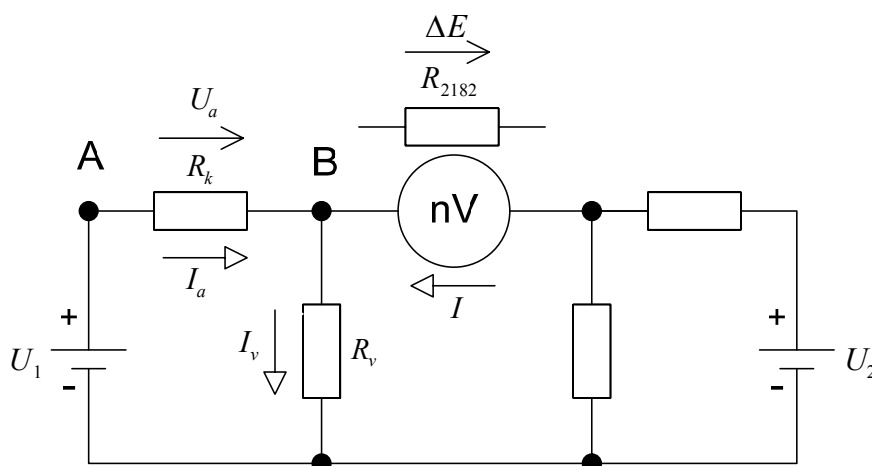 ΔE
R₂₁₈₂
Uₐ
A
Rₖ
B
nV
Iₐ
I
+
+
U₁
Iᵥ
Rᵥ
U₂
-
-